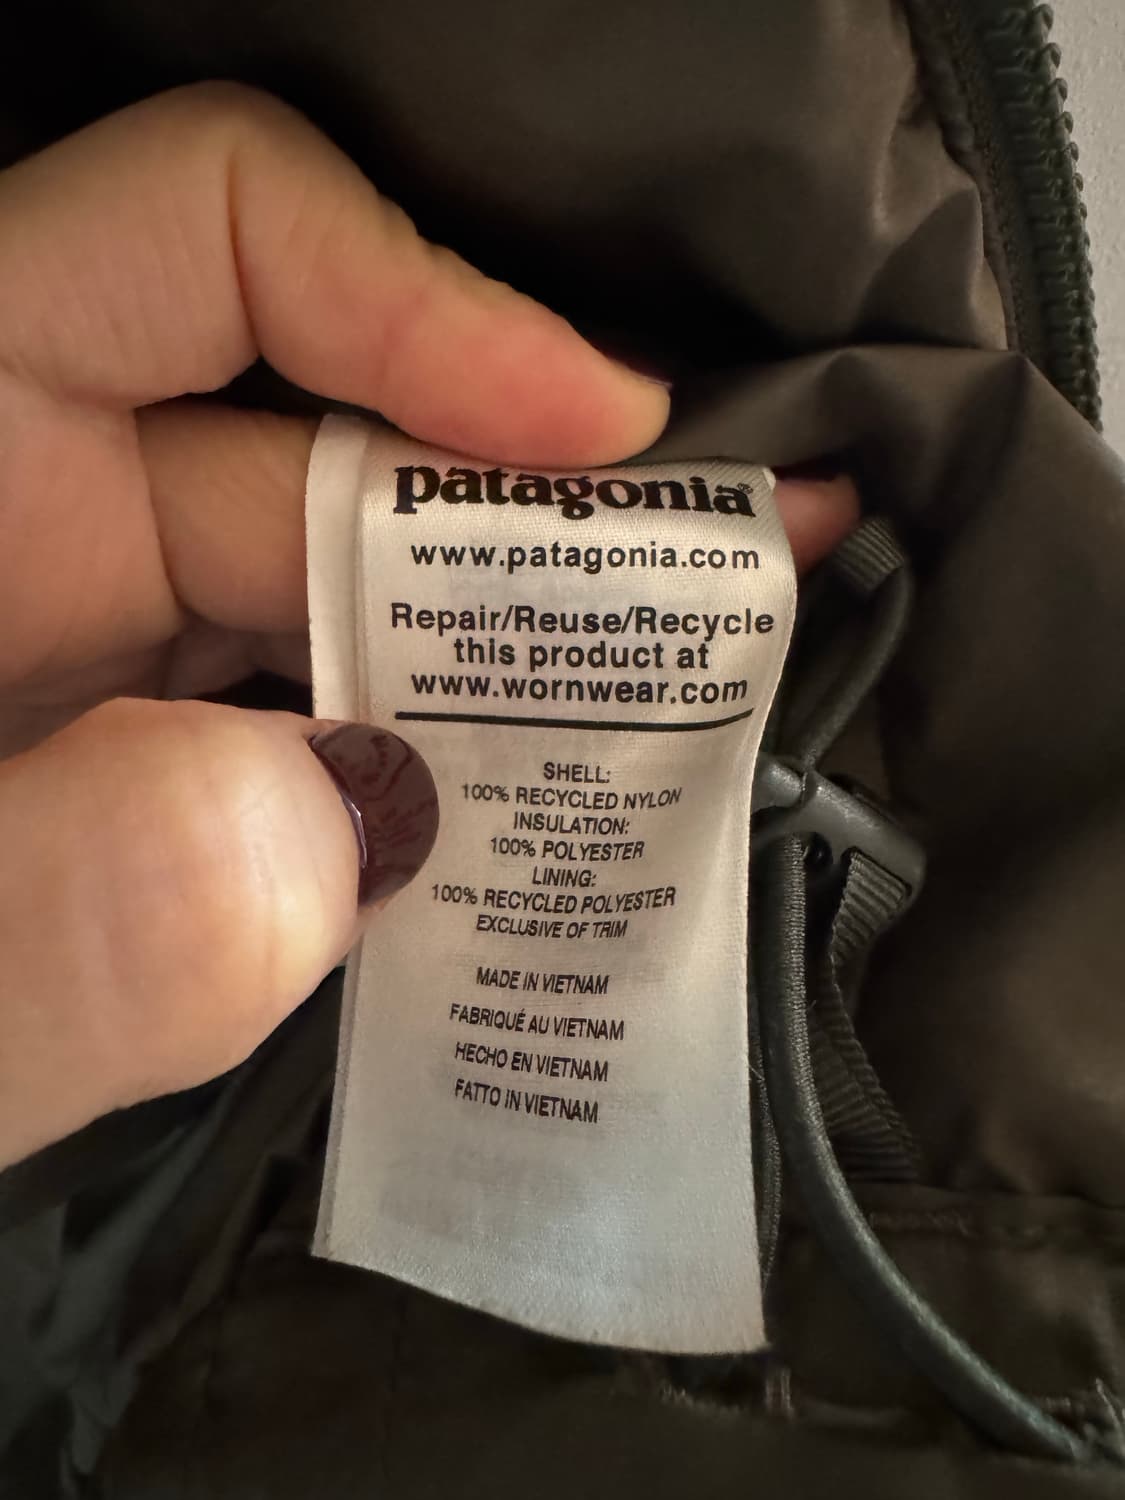 patagonia®
www.patagonia.com
Repair/Reuse/Recycle
this product at
www.wornwear.com
SHELL:
100% RECYCLED NYLON
INSULATION:
100% POLYESTER
LINING:
100% RECYCLED POLYESTER
EXCLUSIVE OF TRIM
MADE IN VIETNAM
FABRIQUÉ AU VIETNAM
HECHO EN VIETNAM
FATTO IN VIETNAM